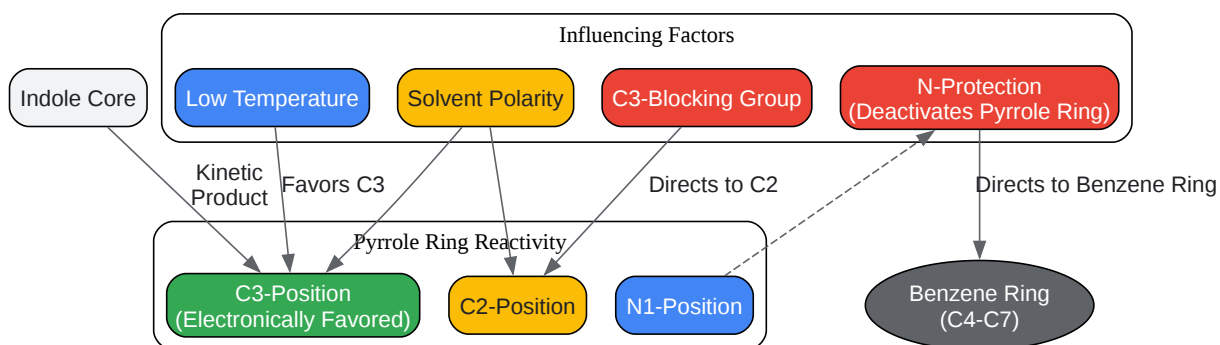 Influencing Factors
Indole Core
Low Temperature
Solvent Polarity
C3-Blocking Group
N-Protection
(Deactivates Pyrrole Ring)
Kinetic
Product
Favors C3
Directs to C2
Directs to Benzene Ring
Pyrrole Ring Reactivity
C3-Position
(Electronically Favored)
C2-Position
N1-Position
Benzene Ring
(C4-C7)